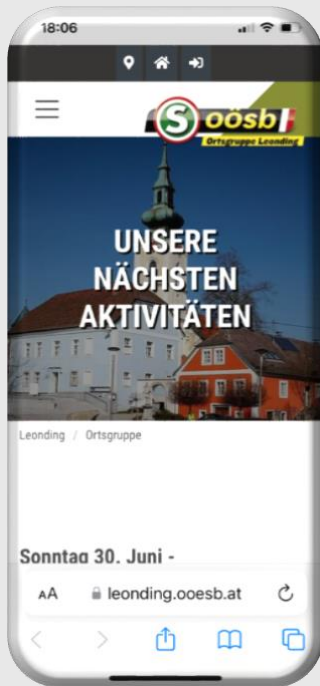 18:06
S oösb
Ortsgruppe Leonding
UNSERE
NÄCHSTEN
AKTIVITÄTEN
Leonding / Ortsgruppe
Sonntag 30. Juni -
AA leonding.ooesb.at